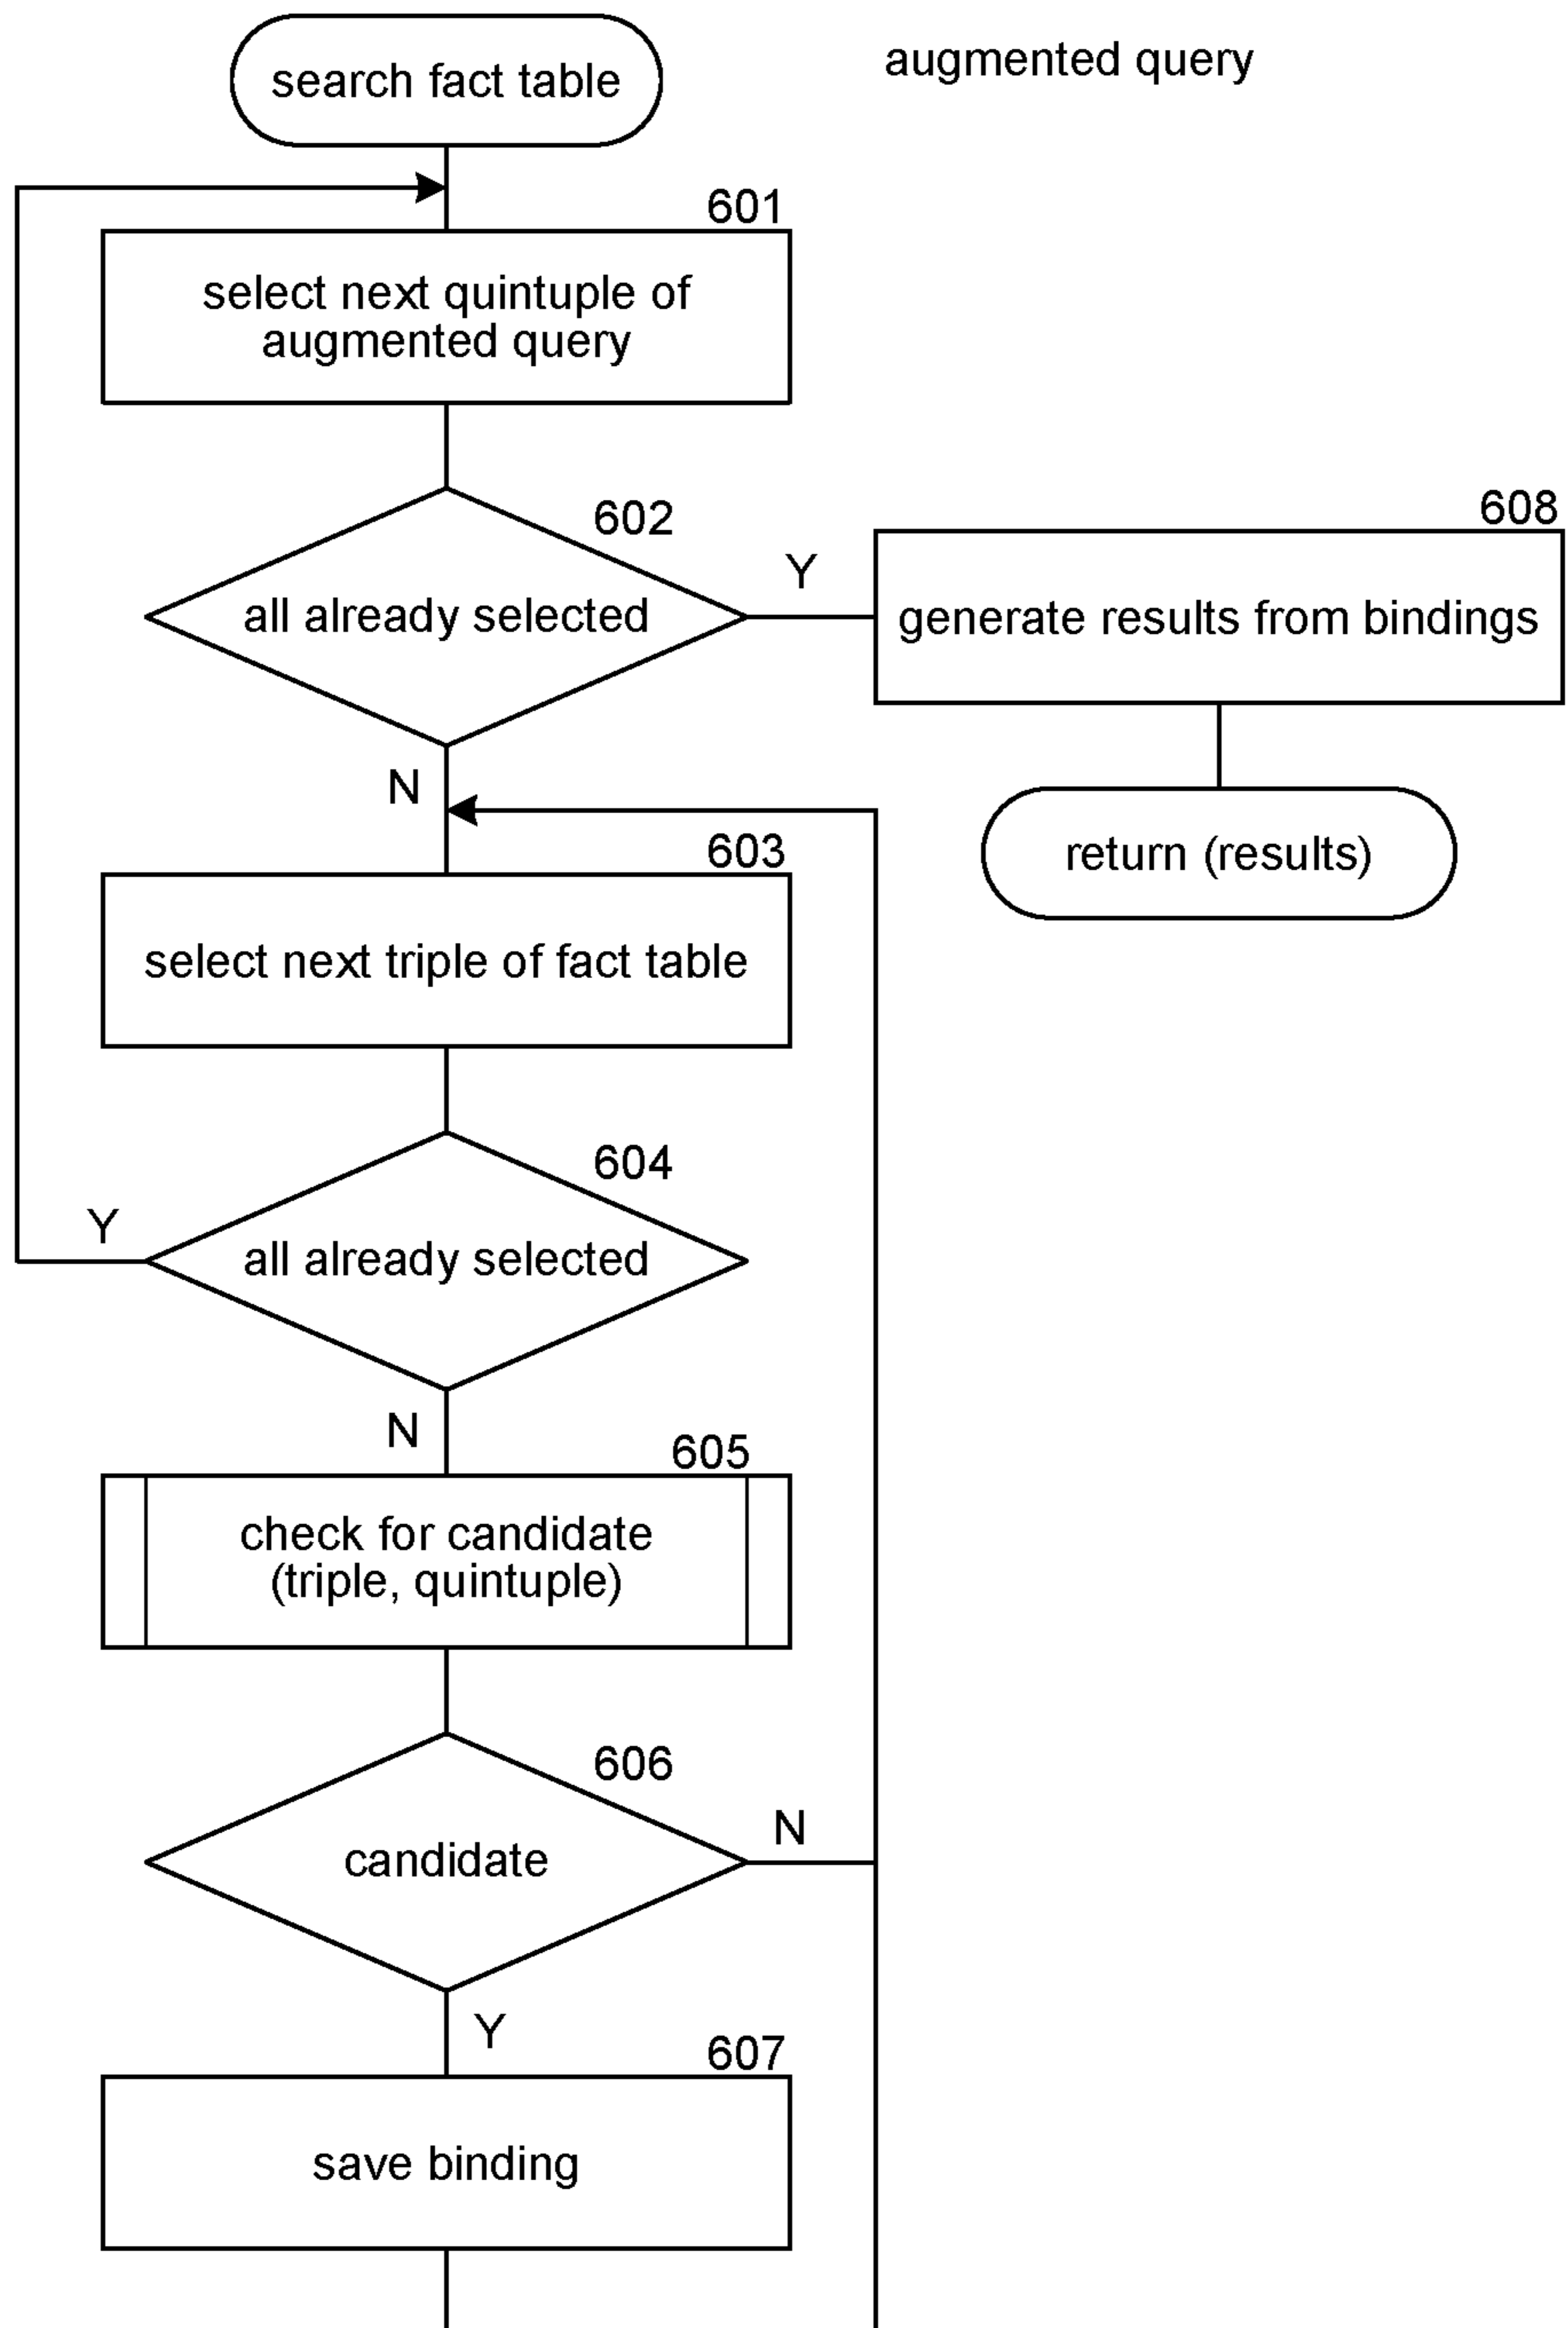 search fact table
augmented query
601
select next quintuple of
augmented query
602
all already selected
Y
608
generate results from bindings
N
return (results)
603
select next triple of fact table
604
all already selected
Y
N
605
check for candidate
(triple, quintuple)
606
candidate
N
Y
607
save binding